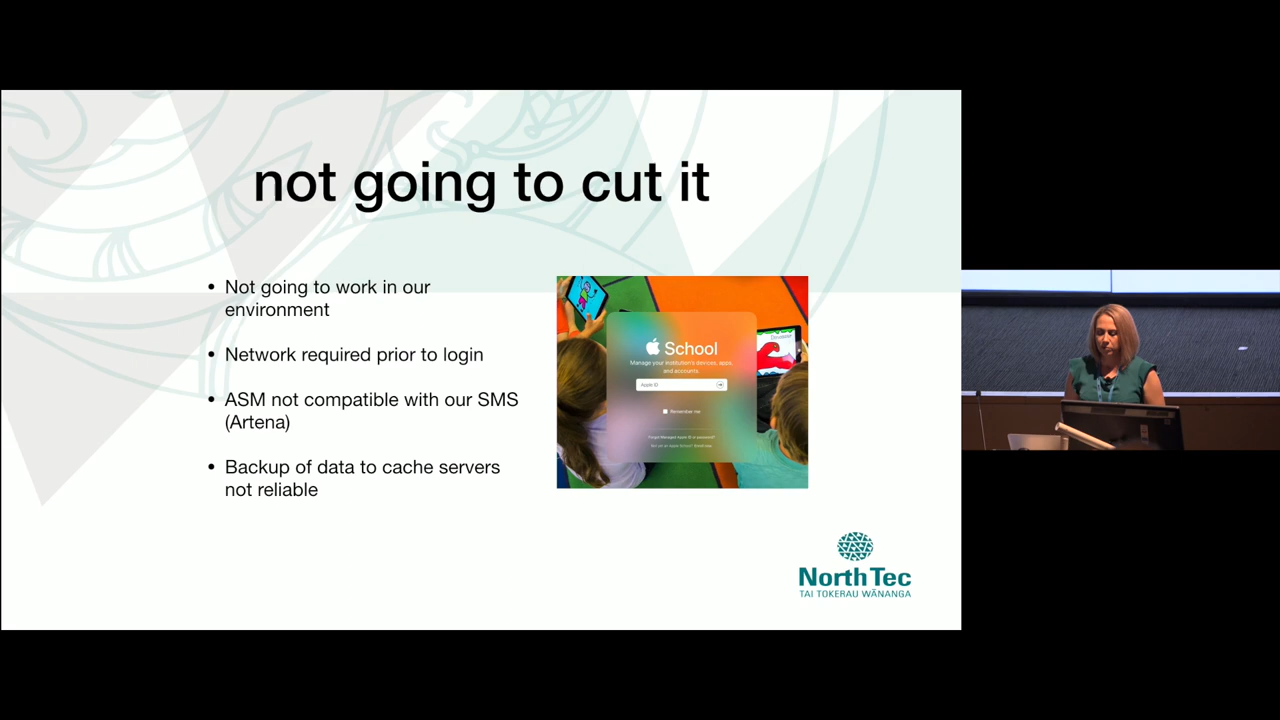 not going to cut it
• Not going to work in our
environment
• Network required prior to login
• ASM not compatible with our SMS
(Artena)
• Backup of data to cache servers
not reliable
School
Manage your institution's devices, apps,
and accounts.
Apple ID
Remember me
Forgot Managed Apple ID or password?
NorthTec
TAI TOKERAU WĀNANGA